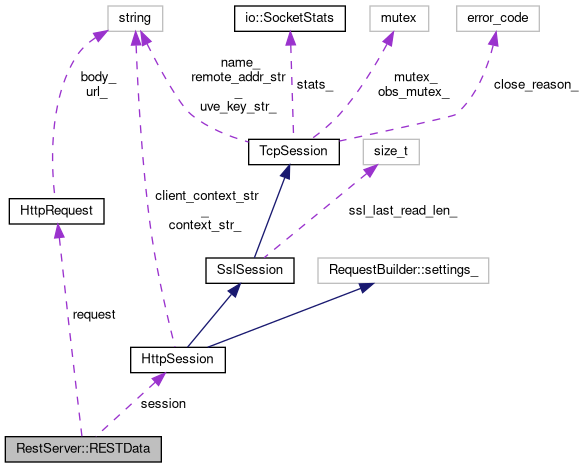 string
io::SocketStats
mutex
error_code
name_
remote_addr_str
_
uve_key_str_
body_
url_
stats_
mutex_
obs_mutex_
close_reason_
TcpSession
size_t
HttpRequest
client_context_str
_
context_str_
ssl_last_read_len_
SslSession
RequestBuilder::settings_
request
HttpSession
session
RestServer::RESTData